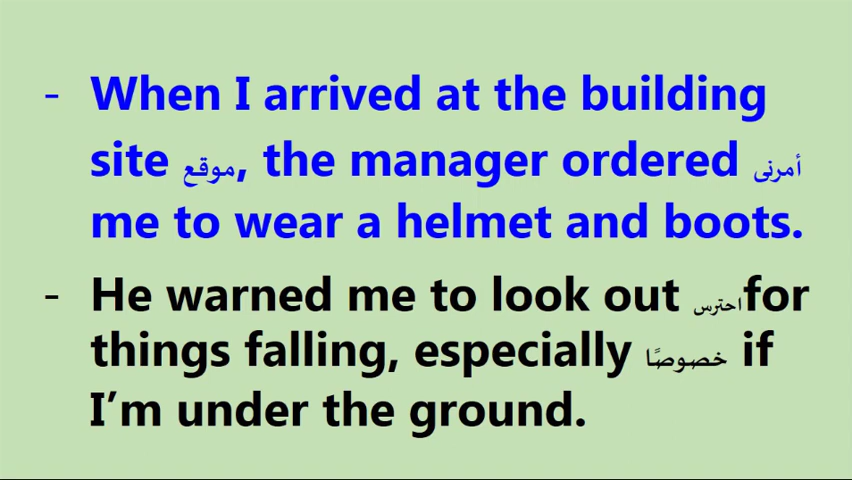 - When I arrived at the building
site موقع, the manager ordered أمرنى
me to wear a helmet and boots.
- He warned me to look out احترس for
things falling, especially خصوصًا if
I’m under the ground.